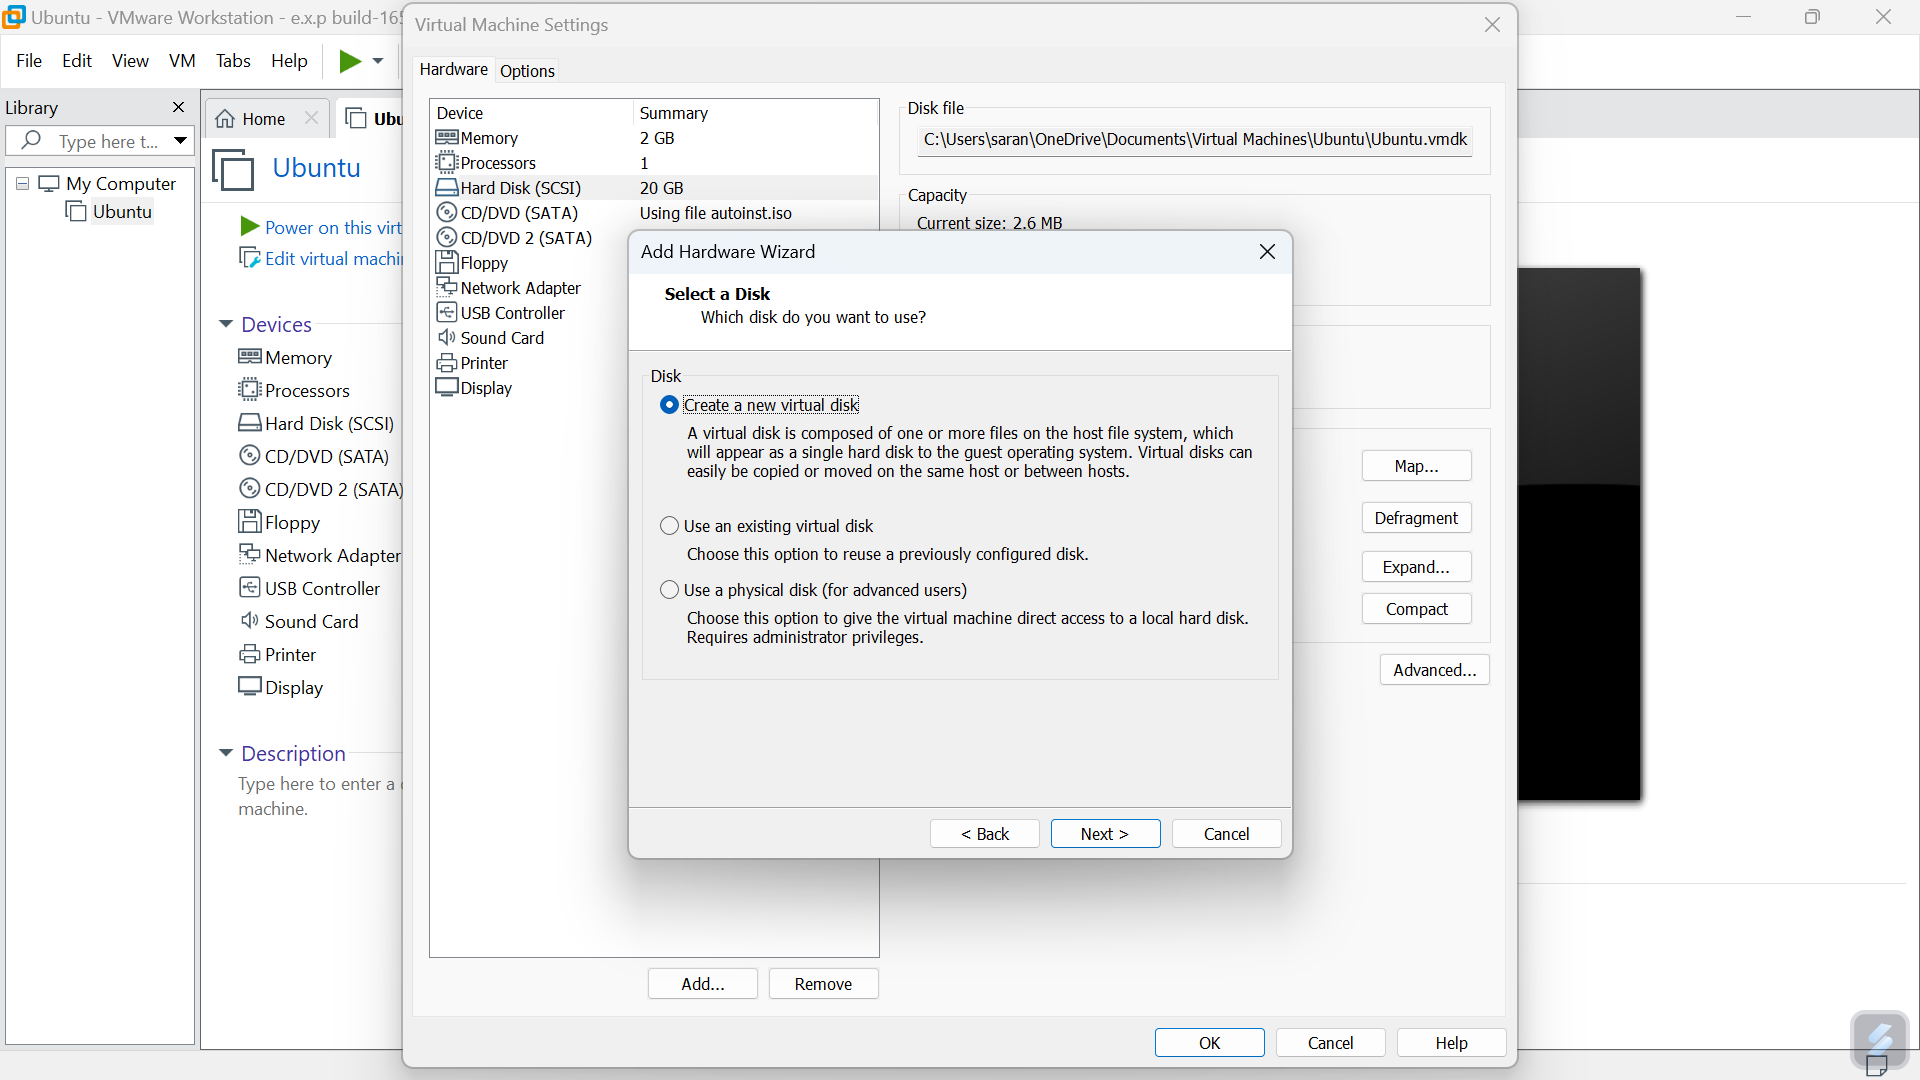 Ubuntu - VMware Workstation - e.x.p build-16
File Edit View VM Tabs Help
Library
Type here t...
My Computer
Ubuntu
Home
Ubu
Ubuntu
Power on this virt
Edit virtual machi
Devices
Memory
Processors
Hard Disk (SCSI)
CD/DVD (SATA)
CD/DVD 2 (SATA)
Floppy
Network Adapter
USB Controller
Sound Card
Printer
Display
Description
Type here to enter a
machine.
Virtual Machine Settings
Hardware Options
Device Summary
Memory 2 GB
Processors 1
Hard Disk (SCSI) 20 GB
CD/DVD (SATA) Using file autoinst.iso
CD/DVD 2 (SATA)
Floppy
Network Adapter
USB Controller
Sound Card
Printer
Display
Add... Remove
Disk file
C:\Users\saran\OneDrive\Documents\Virtual Machines\Ubuntu\Ubuntu.vmdk
Capacity
Current size: 2.6 MB
Map...
Defragment
Expand...
Compact
Advanced...
OK Cancel Help
Add Hardware Wizard
Select a Disk
Which disk do you want to use?
Disk
Create a new virtual disk
A virtual disk is composed of one or more files on the host file system, which
will appear as a single hard disk to the guest operating system. Virtual disks can
easily be copied or moved on the same host or between hosts.
Use an existing virtual disk
Choose this option to reuse a previously configured disk.
Use a physical disk (for advanced users)
Choose this option to give the virtual machine direct access to a local hard disk.
Requires administrator privileges.
< Back Next > Cancel